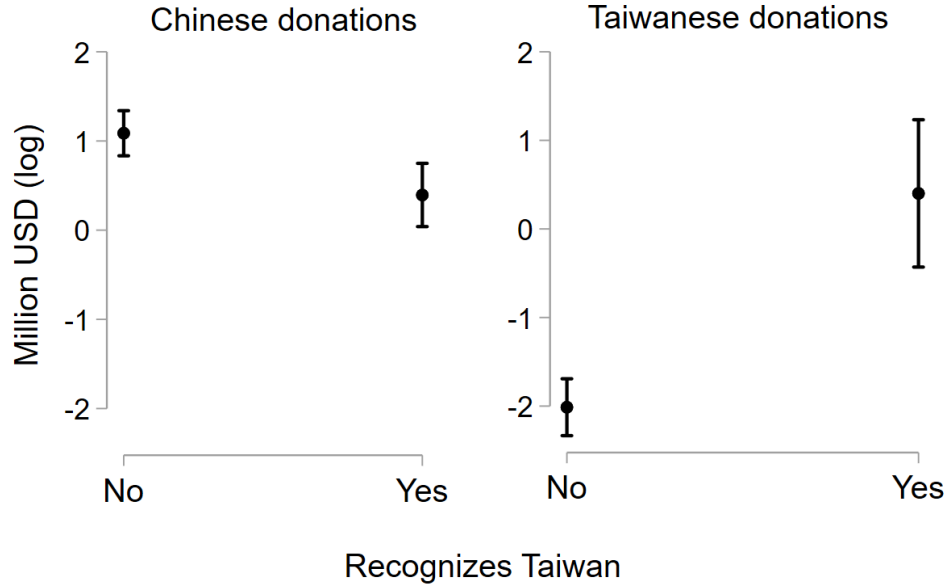 Chinese donations
Taiwanese donations
Million USD (log)
2
1
0
-1
-2
No
Yes
2
1
0
-1
-2
No
Yes
Recognizes Taiwan